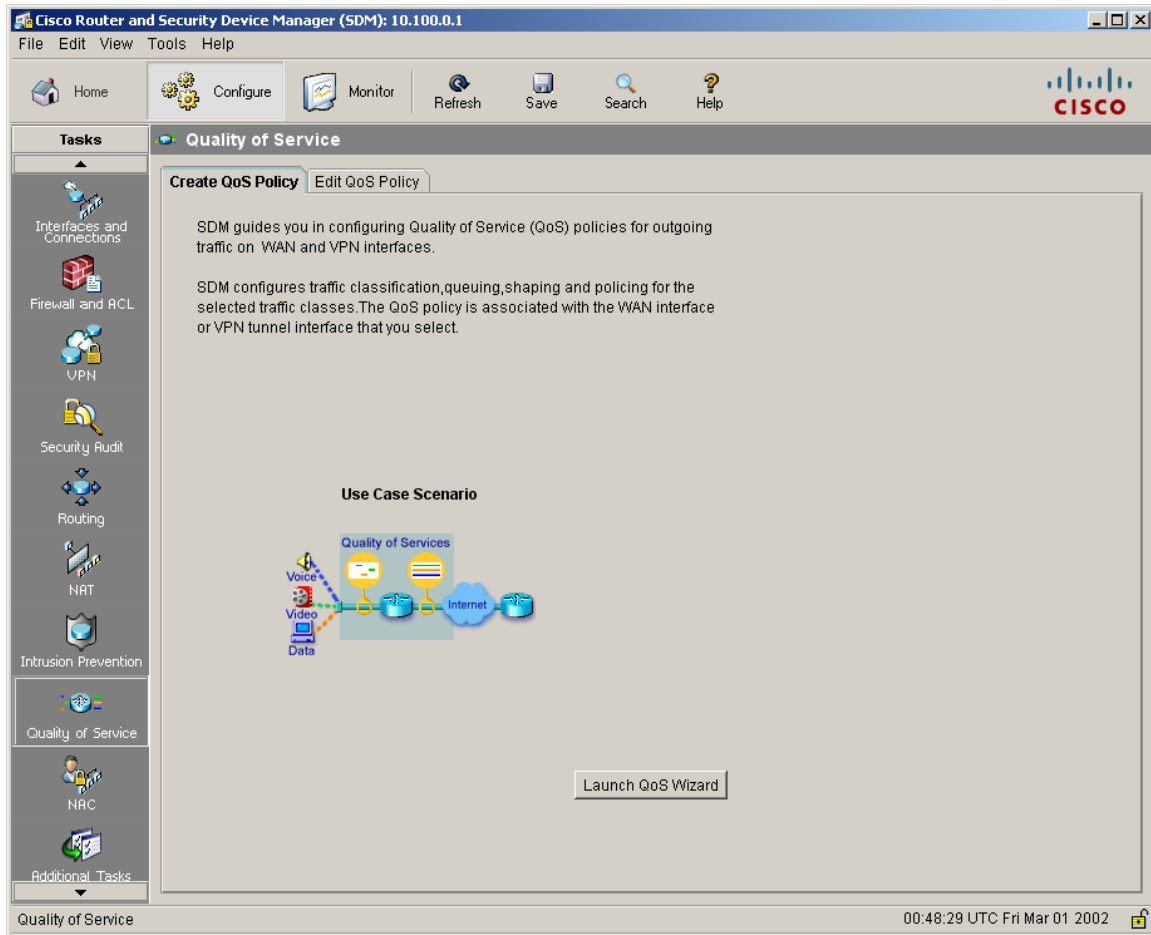 Cisco Router and Security Device Manager (SDM): 10.100.0.1
File Edit View Tools Help
Home
Configure
Monitor
Refresh
Save
Search
Help
CISCO
Tasks
Quality of Service
Interfaces and
Connections
Firewall and ACL
VPN
Security Audit
Routing
NAT
Intrusion Prevention
Quality of Service
NAC
Additional Tasks
Create QoS Policy
Edit QoS Policy
SDM guides you in configuring Quality of Service (QoS) policies for outgoing
traffic on WAN and VPN interfaces.
SDM configures traffic classification,queuing,shaping and policing for the
selected traffic classes.The QoS policy is associated with the WAN interface
or VPN tunnel interface that you select.
Use Case Scenario
Quality of Services
Voice
Video
Data
Internet
Launch QoS Wizard
Quality of Service
00:48:29 UTC Fri Mar 01 2002